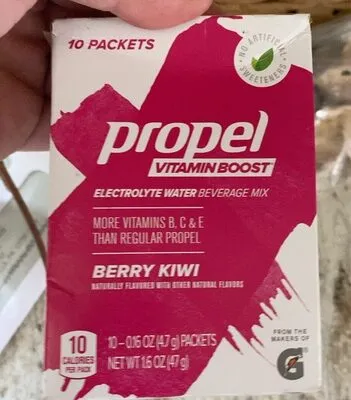 10 PACKETS
NO ARTIFICIAL
SWEETENERS
propel
VITAMIN BOOST
ELECTROLYTE WATER BEVERAGE MIX
MORE VITAMINS B, C & E
THAN REGULAR PROPEL
BERRY KIWI
NATURALLY FLAVORED WITH OTHER NATURAL FLAVORS
10
CALORIES
PER PACK
10 – 0.16 OZ (4.7 g) PACKETS
NET WT 1.6 OZ (47 g)
FROM THE
MAKERS OF
G